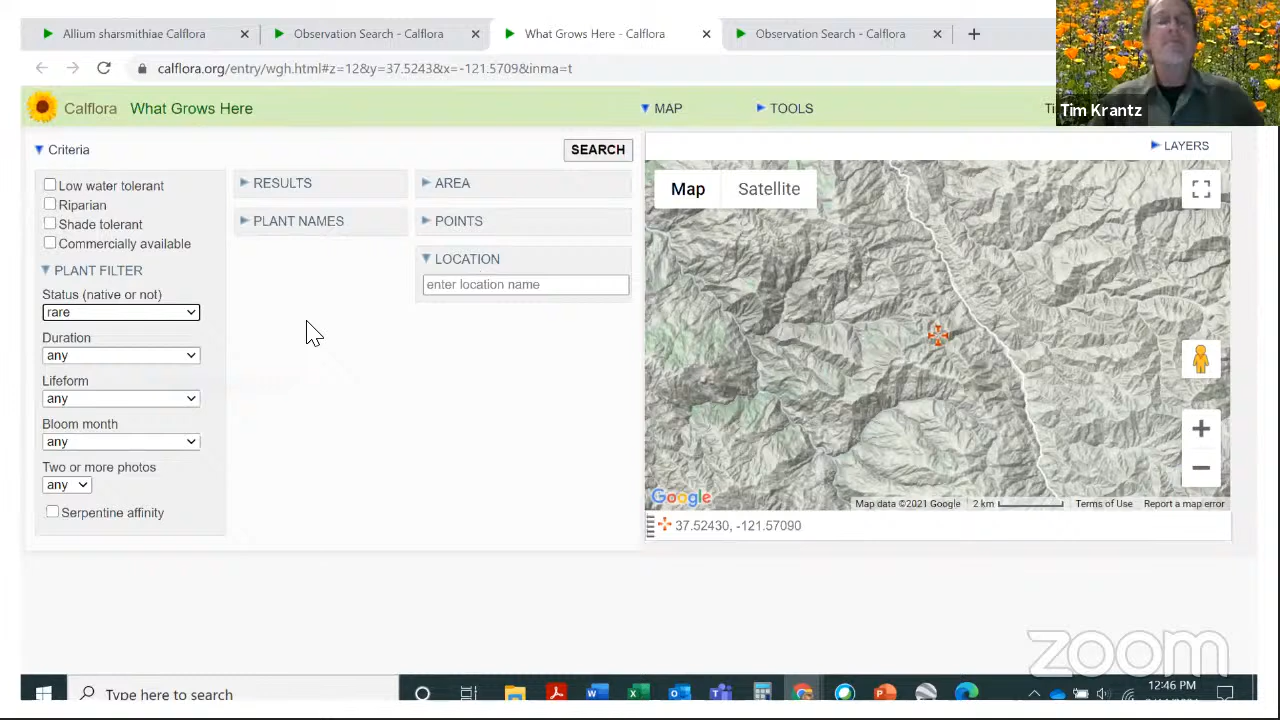 Allium sharsmithiae Calflora
Observation Search - Calflora
What Grows Here - Calflora
Observation Search - Calflora
calflora.org/entry/wgh.html#z=12&y=37.5243&x=-121.5709&inma=t
Tim Krantz
Calflora What Grows Here
MAP
TOOLS
Criteria
SEARCH
LAYERS
Low water tolerant
Riparian
Shade tolerant
Commercially available
PLANT FILTER
Status (native or not)
rare
Duration
any
Lifeform
any
Bloom month
any
Two or more photos
any
Serpentine affinity
RESULTS
PLANT NAMES
AREA
POINTS
LOCATION
enter location name
Map Satellite
Google
Map data ©2021 Google
2 km
Terms of Use
Report a map error
37.52430, -121.57090
zoom
Type here to search
12:46 PM